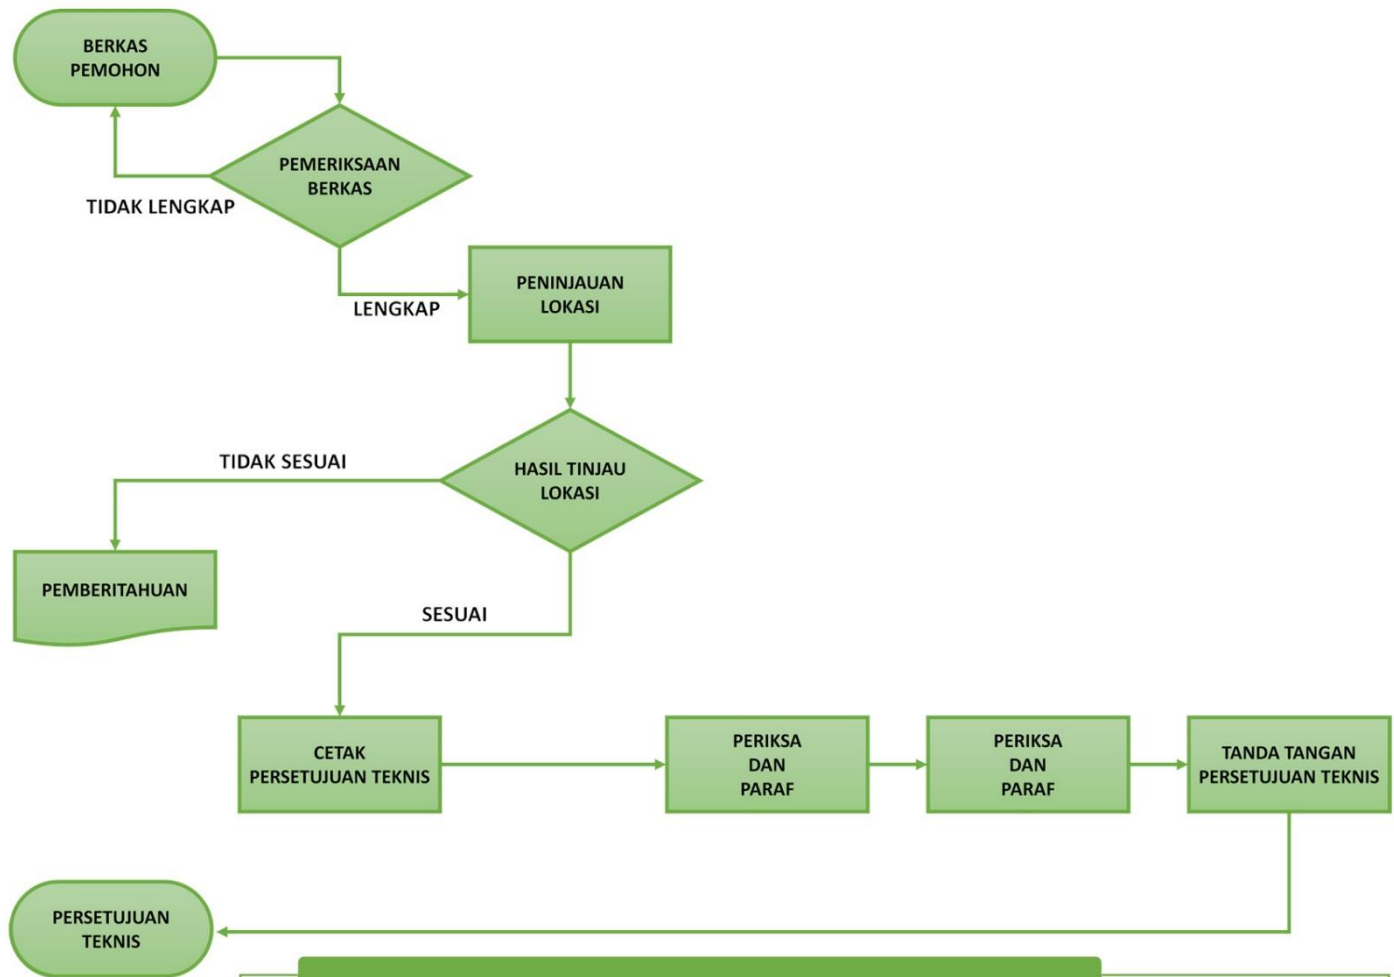 BERKAS
PEMOHON
PEMERIKSAAN
BERKAS
TIDAK LENGKAP
LENGKAP
PENINJAUAN
LOKASI
HASIL TINJAU
LOKASI
TIDAK SESUAI
PEMBERITAHUAN
SESUAI
CETAK
PERSETUJUAN TEKNIS
PERIKSA
DAN
PARAF
PERIKSA
DAN
PARAF
TANDA TANGAN
PERSETUJUAN TEKNIS
PERSETUJUAN
TEKNIS